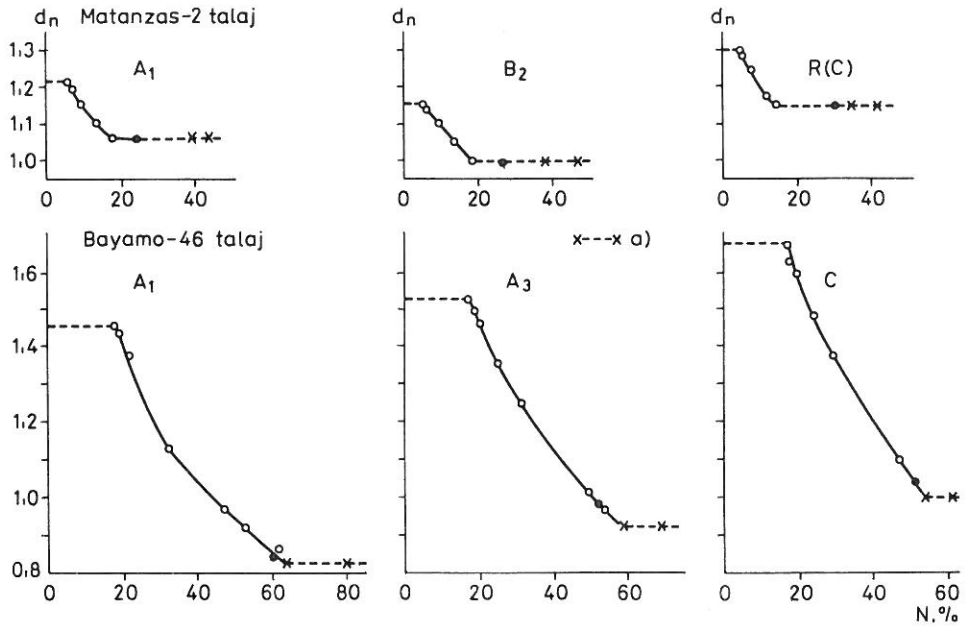 dn Matanzas-2 talaj dn dn
1,3
1,2
1,1
1,0
A1 B2 R(C)
0 20 40 0 20 40 0 20 40
Bayamo-46 talaj x----x a)
1,6
1,4
1,2
1,0
0,8
A1 A3 C
0 20 40 60 80 0 20 40 60 0 20 40 60
N,%